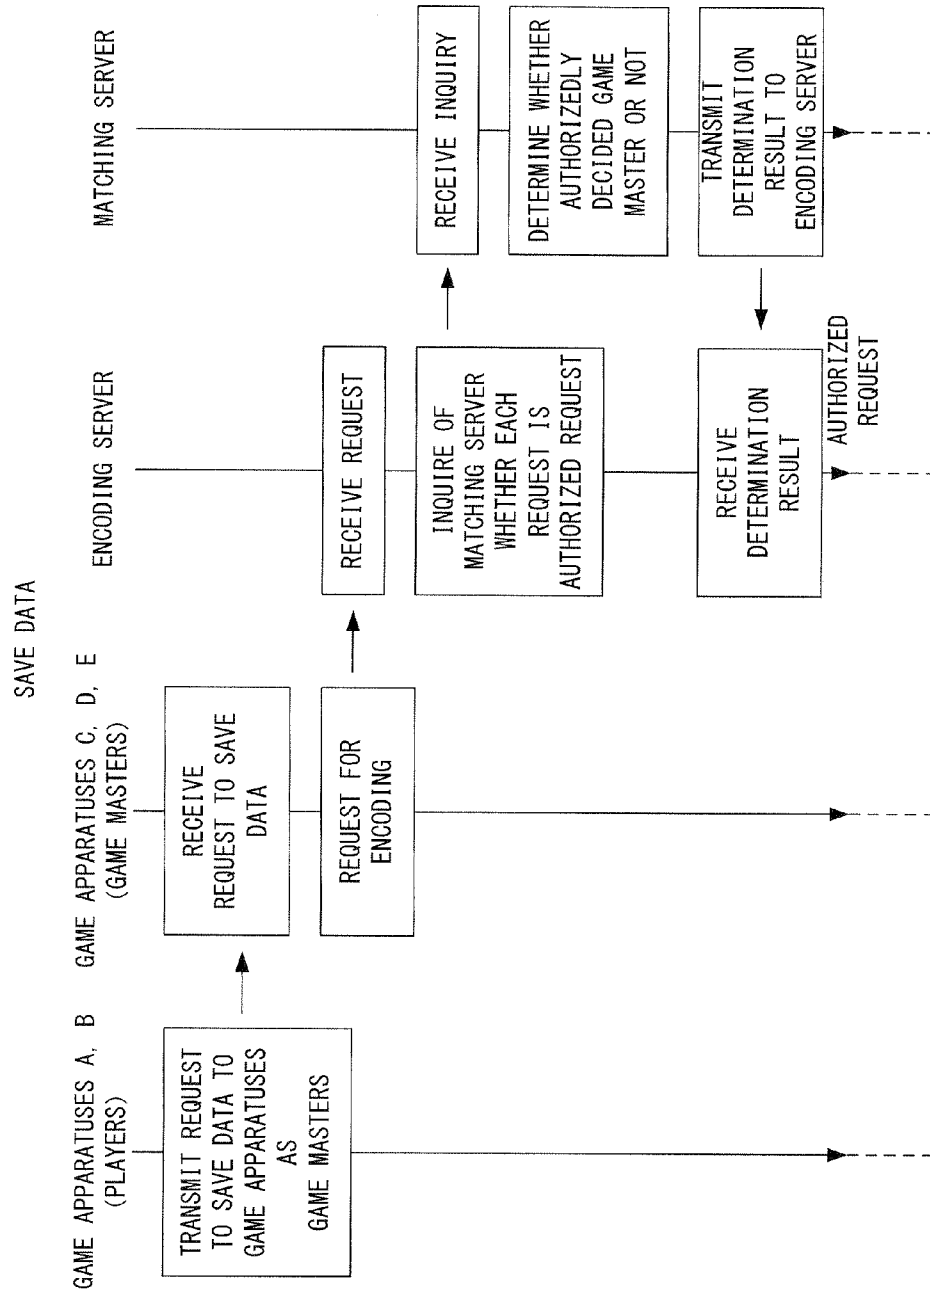 SAVE DATA
GAME APPARATUSES A, B
(PLAYERS)
GAME APPARATUSES C, D, E
(GAME MASTERS)
ENCODING SERVER
MATCHING SERVER
TRANSMIT REQUEST
TO SAVE DATA TO
GAME APPARATUSES
AS
GAME MASTERS
RECEIVE
REQUEST TO SAVE
DATA
REQUEST FOR
ENCODING
RECEIVE REQUEST
INQUIRE OF
MATCHING SERVER
WHETHER EACH
REQUEST IS
AUTHORIZED REQUEST
RECEIVE INQUIRY
DETERMINE WHETHER
AUTHORIZEDLY
DECIDED GAME
MASTER OR NOT
TRANSMIT
DETERMINATION
RESULT TO
ENCODING SERVER
RECEIVE
DETERMINATION
RESULT
AUTHORIZED
REQUEST